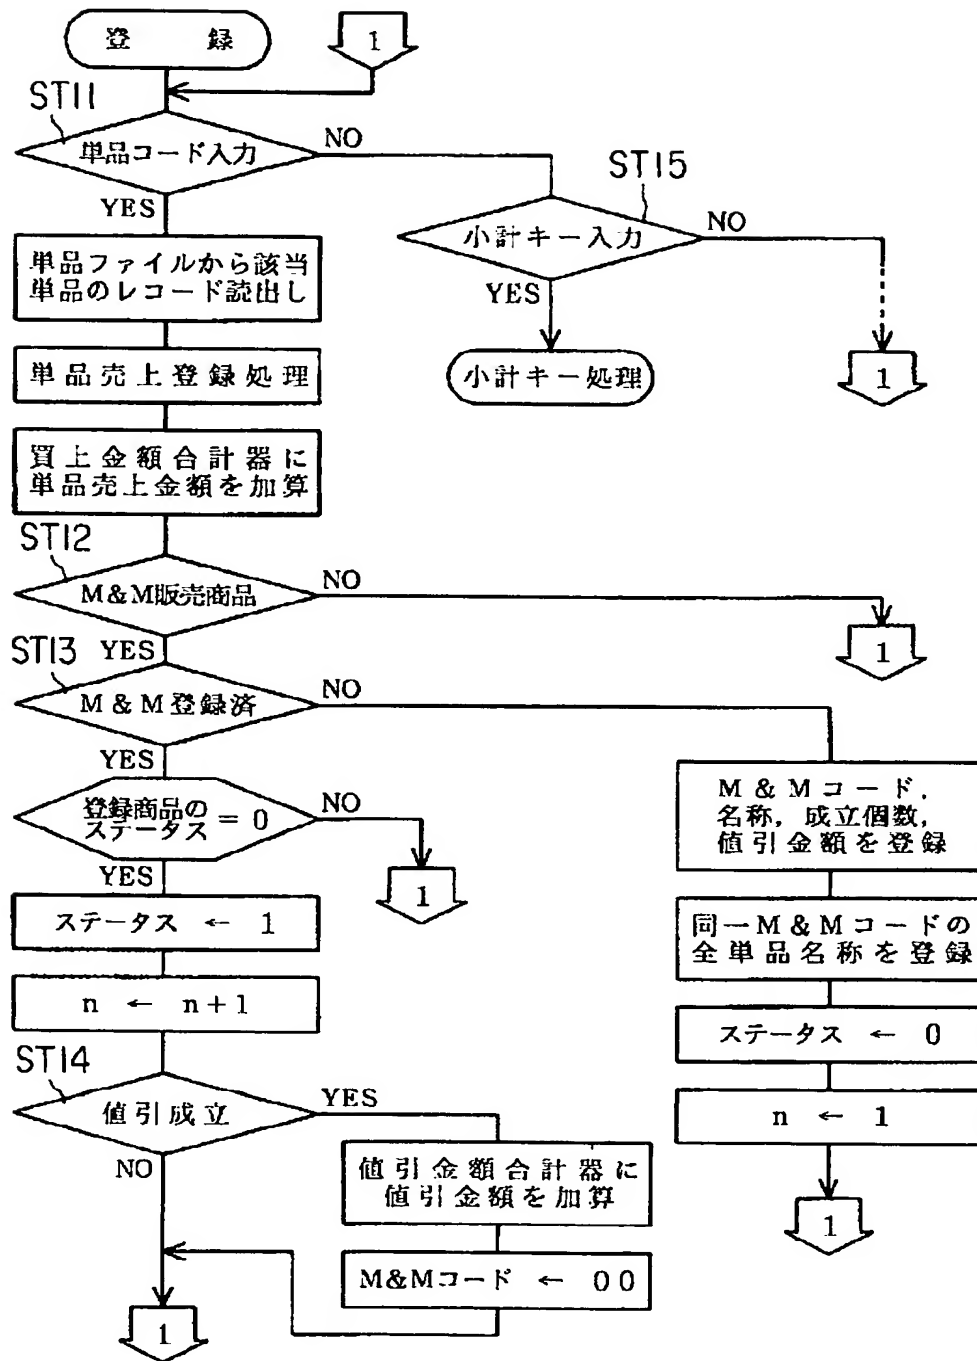 登 録
1
ST11
単品コード入力
NO
YES
ST15
小計キー入力
NO
YES
単品ファイルから該当
単品のレコード読出し
小計キー処理
1
単品売上登録処理
買上金額合計器に
単品売上金額を加算
ST12
M&M販売商品
NO
YES
1
ST13
M&M登録済
NO
YES
登録商品の
ステータス = 0
NO
YES
1
M&Mコード,
名称,成立個数,
値引金額を登録
ステータス ← 1
同一M&Mコードの
全単品名称を登録
n ← n+1
ステータス ← 0
ST14
値引成立
YES
NO
n ← 1
値引金額合計器に
値引金額を加算
1
M&Mコード ← 00
1